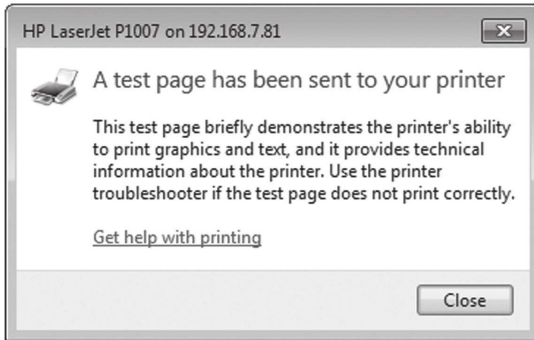 HP LaserJet P1007 on 192.168.7.81
A test page has been sent to your printer
This test page briefly demonstrates the printer's ability
to print graphics and text, and it provides technical
information about the printer. Use the printer
troubleshooter if the test page does not print correctly.
Get help with printing
Close